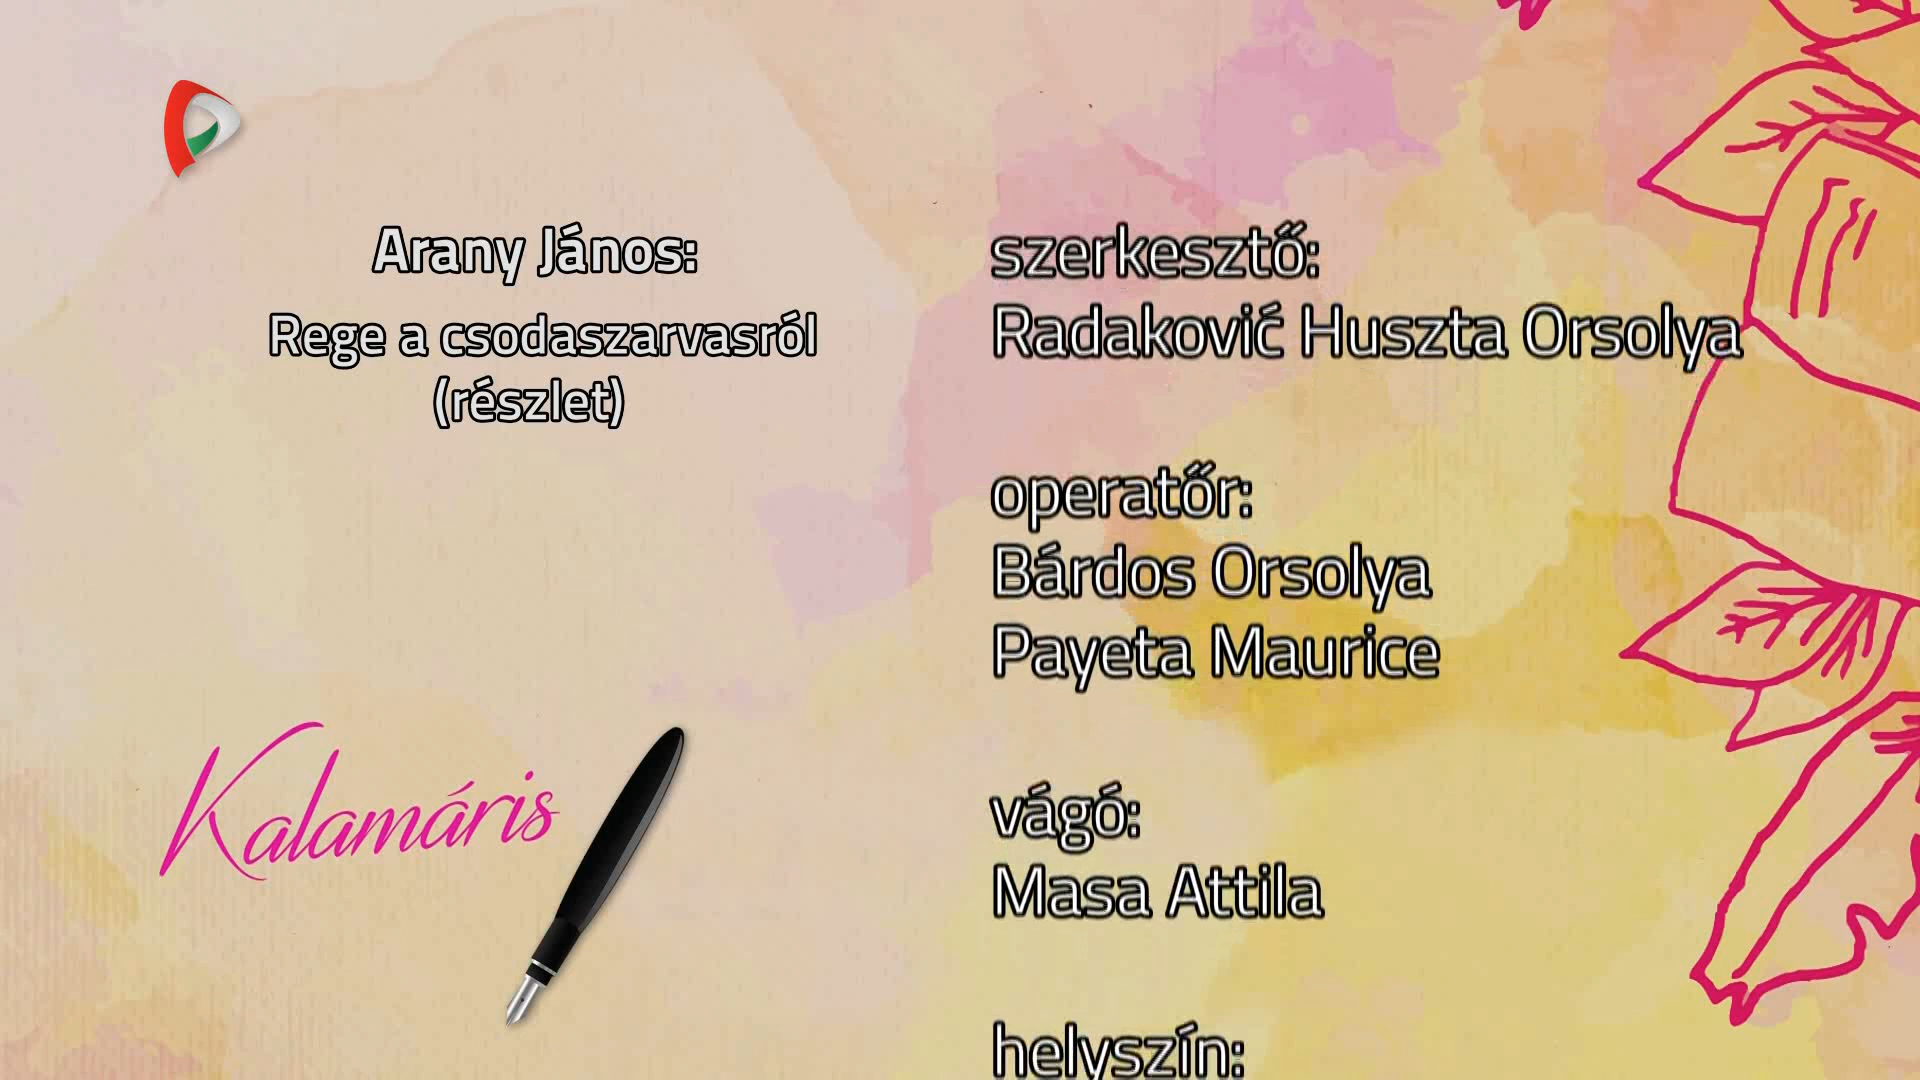 Arany János:
Rege a csodaszarvasról
(részlet)
Kalamáris
szerkesztő:
Radaković Huszta Orsolya
operatőr:
Bárdos Orsolya
Payeta Maurice
vágó:
Masa Attila
helyszín: